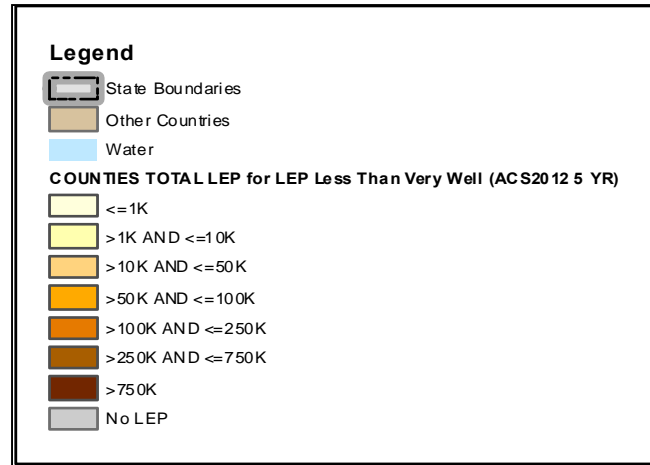 Legend
State Boundaries
Other Countries
Water
COUNTIES TOTAL LEP for LEP Less Than Very Well (ACS2012 5 YR)
<=1K
>1K AND <=10K
>10K AND <=50K
>50K AND <=100K
>100K AND <=250K
>250K AND <=750K
>750K
No LEP